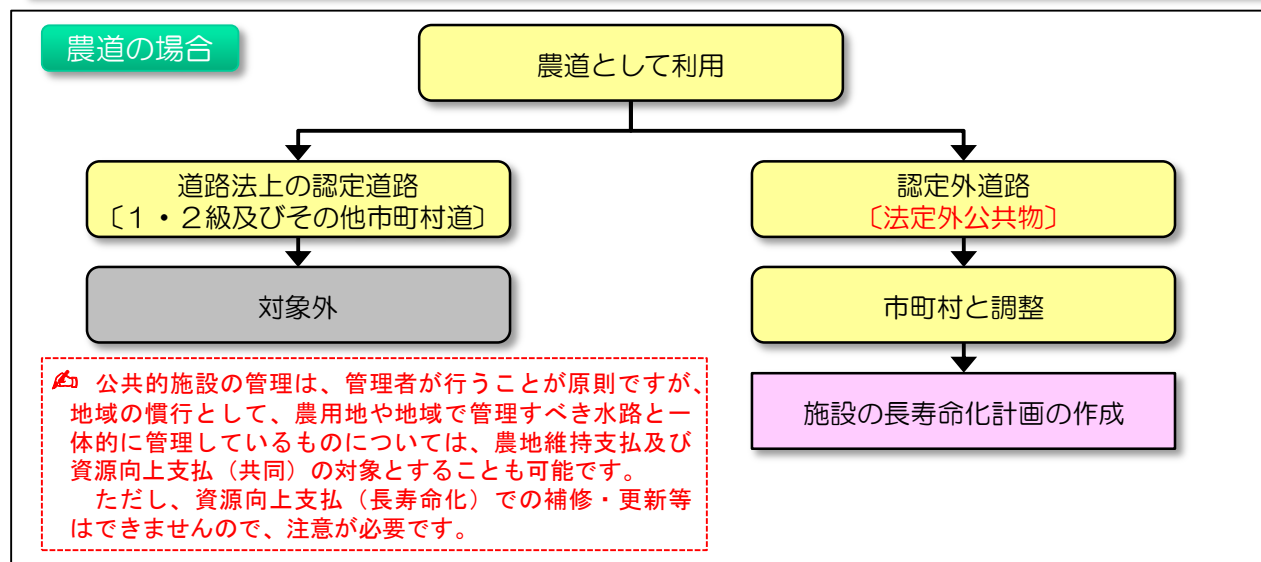 農道の場合
農道として利用
道路法上の認定道路
〔１・２級及びその他市町村道〕
認定外道路
〔法定外公共物〕
対象外
市町村と調整
公共的施設の管理は、管理者が行うことが原則ですが、
地域の慣行として、農用地や地域で管理すべき水路と一
体的に管理しているものについては、農地維持支払及び
資源向上支払（共同）の対象とすることも可能です。
ただし、資源向上支払（長寿命化）での補修・更新等
はできませんので、注意が必要です。
施設の長寿命化計画の作成